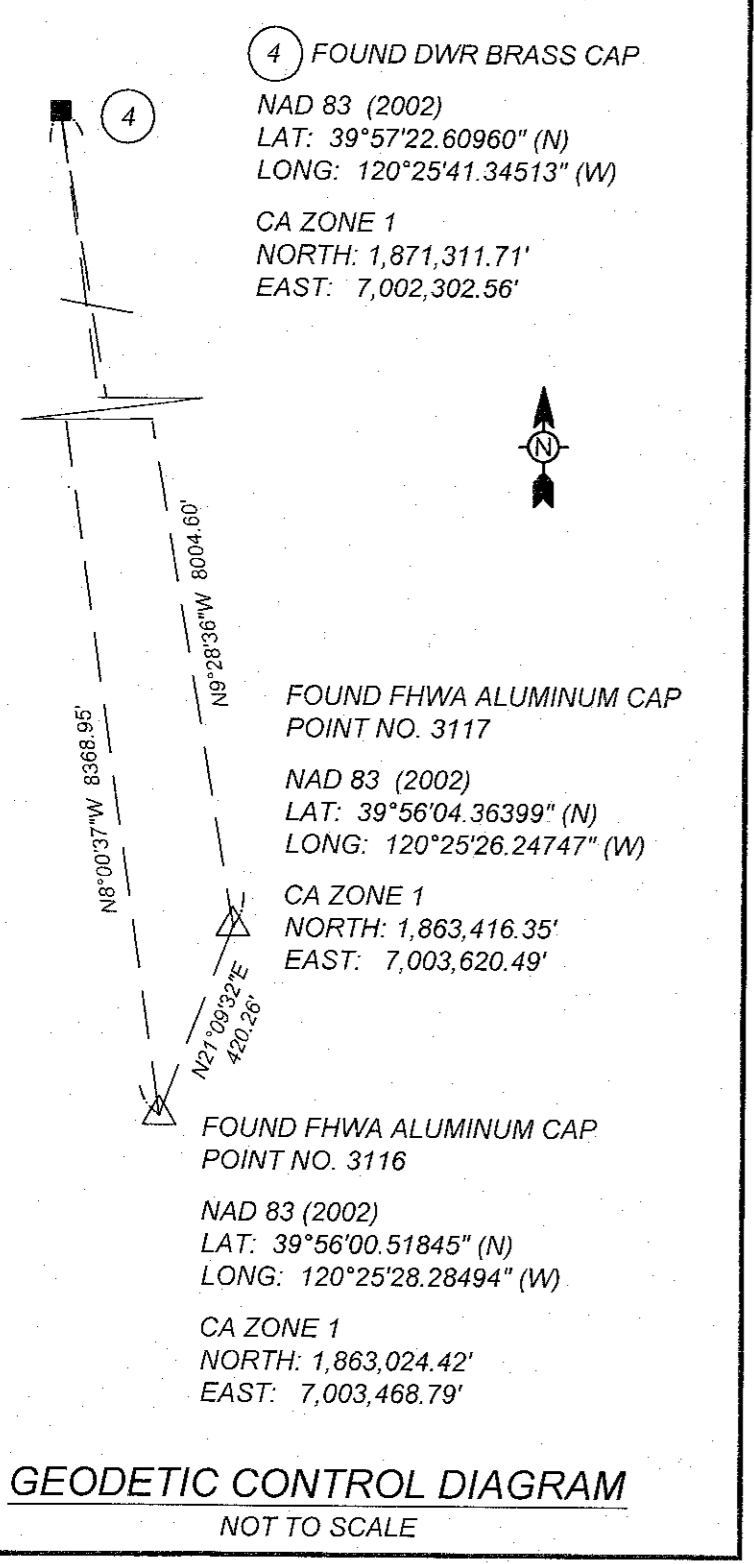 4 FOUND DWR BRASS CAP
4
NAD 83 (2002)
LAT: 39°57'22.60960" (N)
LONG: 120°25'41.34513" (W)
CA ZONE 1
NORTH: 1,871,311.71'
EAST: 7,002,302.56'
N
N9°28'36"W 8004.60'
N8°00'37"W 8368.95'
FOUND FHWA ALUMINUM CAP
POINT NO. 3117
NAD 83 (2002)
LAT: 39°56'04.36399" (N)
LONG: 120°25'26.24747" (W)
CA ZONE 1
NORTH: 1,863,416.35'
EAST: 7,003,620.49'
N21°09'32"E
420.26'
FOUND FHWA ALUMINUM CAP
POINT NO. 3116
NAD 83 (2002)
LAT: 39°56'00.51845" (N)
LONG: 120°25'28.28494" (W)
CA ZONE 1
NORTH: 1,863,024.42'
EAST: 7,003,468.79'
GEODETIC CONTROL DIAGRAM
NOT TO SCALE